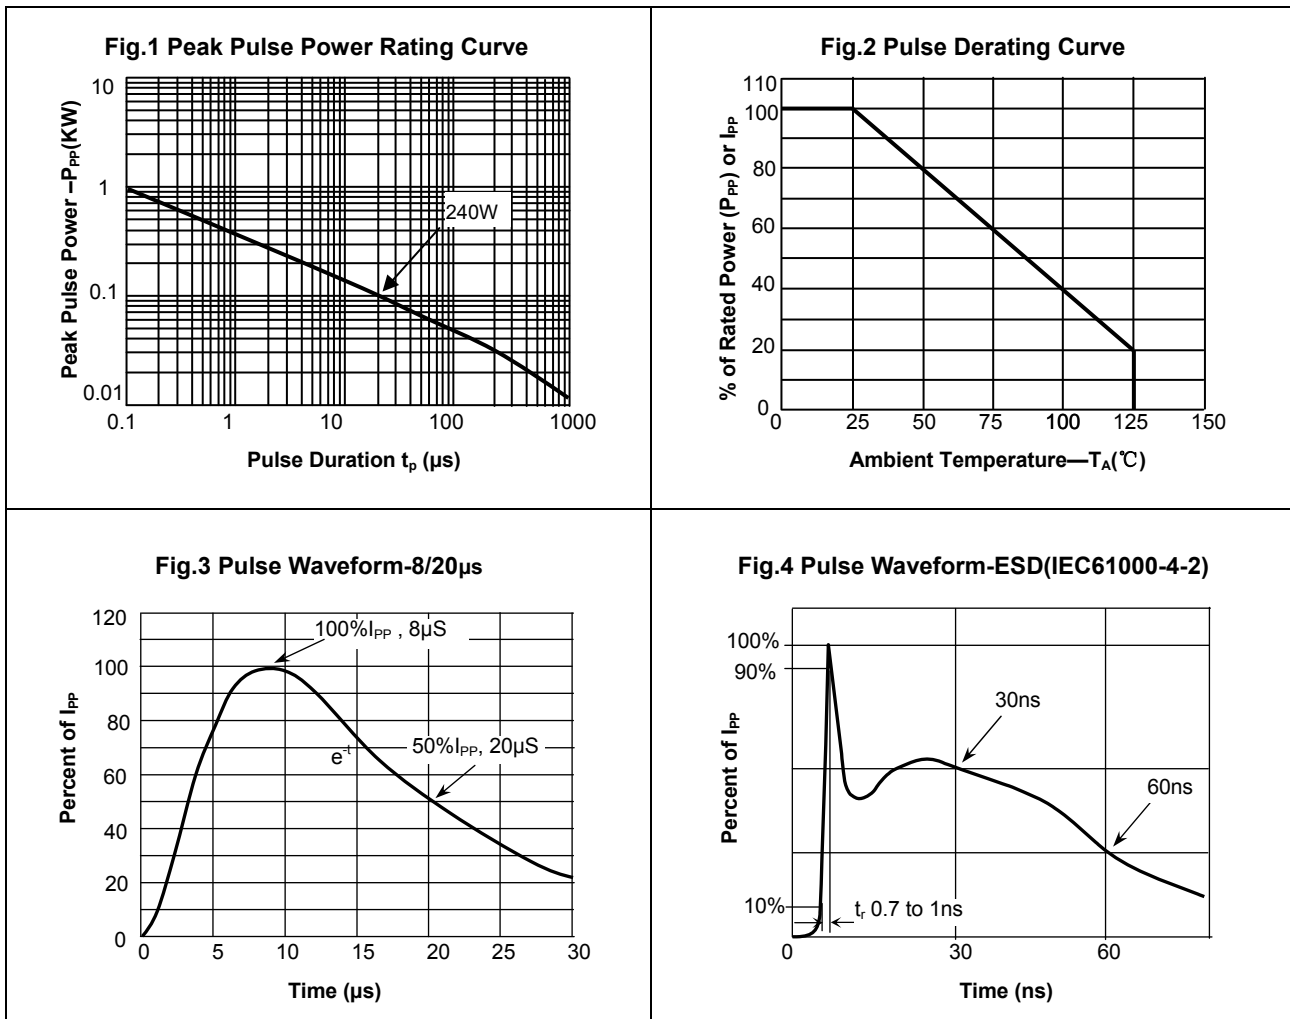 Fig.1 Peak Pulse Power Rating Curve
Peak Pulse Power –PPP(KW)
10
1
0.1
0.01
240W
0.1 1 10 100 1000
Pulse Duration tp (µs)
Fig.2 Pulse Derating Curve
% of Rated Power (PPP) or IPP
110
100
80
60
40
20
0
0 25 50 75 100 125 150
Ambient Temperature—TA(℃)
Fig.3 Pulse Waveform-8/20µs
Percent of IPP
120
100
80
60
40
20
0
100%IPP , 8µS
e-t
50%IPP, 20µS
0 5 10 15 20 25 30
Time (µs)
Fig.4 Pulse Waveform-ESD(IEC61000-4-2)
Percent of IPP
100%
90%
10%
30ns
60ns
tr 0.7 to 1ns
0 30 60
Time (ns)